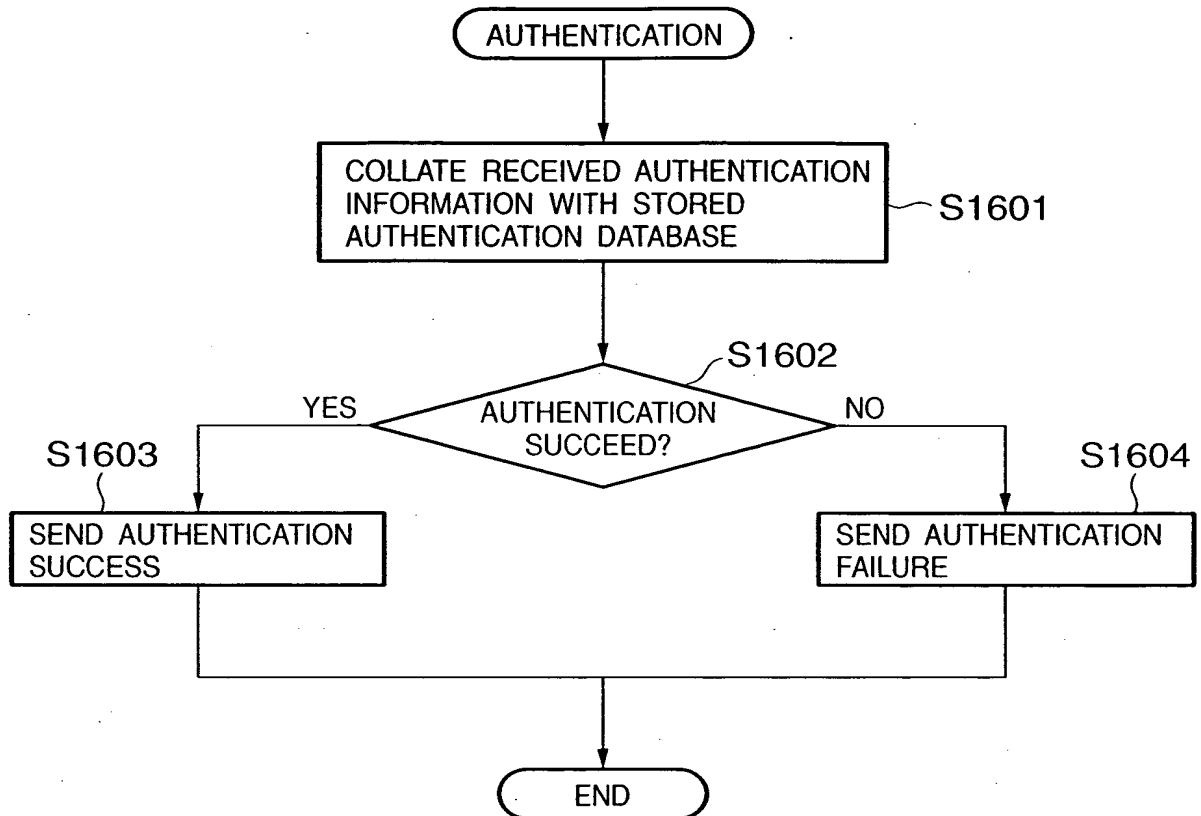 AUTHENTICATION
COLLATE RECEIVED AUTHENTICATION
INFORMATION WITH STORED
AUTHENTICATION DATABASE
S1601
S1602
YES
AUTHENTICATION
SUCCEED?
NO
S1603
S1604
SEND AUTHENTICATION
SUCCESS
SEND AUTHENTICATION
FAILURE
END